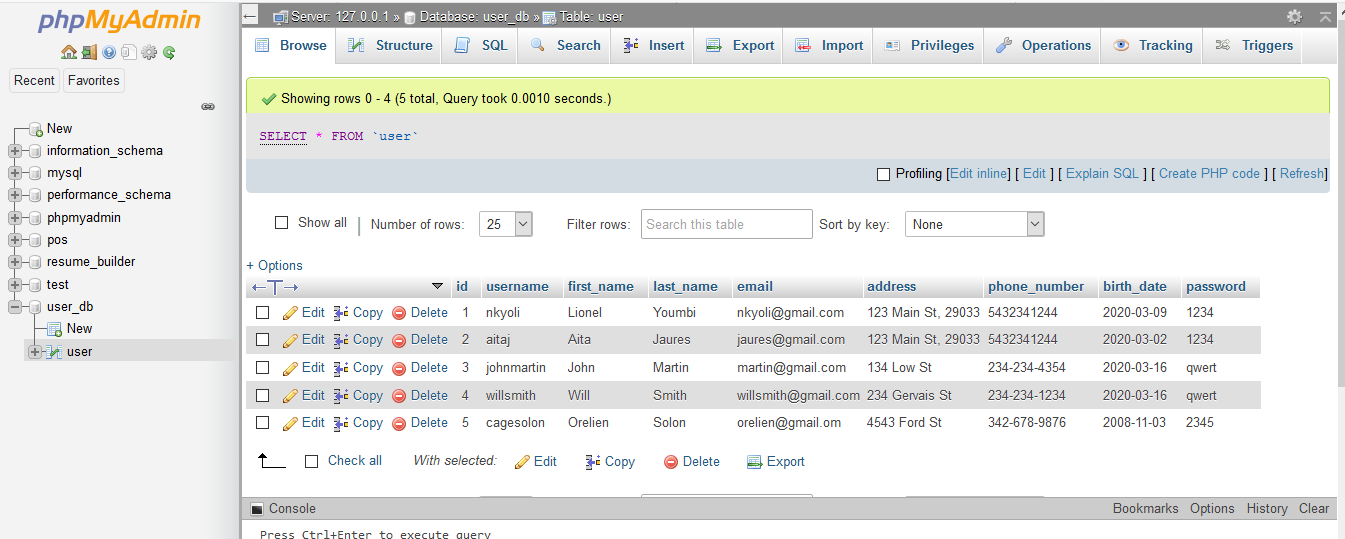 phpMyAdmin
Recent Favorites
New
information_schema
mysql
performance_schema
phpmyadmin
pos
resume_builder
test
user_db
New
user
Server: 127.0.0.1 » Database: user_db » Table: user
Browse Structure SQL Search Insert Export Import Privileges Operations Tracking Triggers
Showing rows 0 - 4 (5 total, Query took 0.0010 seconds.)
SELECT * FROM `user`
Profiling [Edit inline] [ Edit ] [ Explain SQL ] [ Create PHP code ] [ Refresh]
Show all | Number of rows: 25 Filter rows: Search this table Sort by key: None
+ Options
←T→ id username first_name last_name email address phone_number birth_date password
Edit Copy Delete 1 nkyoli Lionel Youmbi nkyoli@gmail.com 123 Main St, 29033 5432341244 2020-03-09 1234
Edit Copy Delete 2 aitaj Aita Jaures jaures@gmail.com 123 Main St, 29033 5432341244 2020-03-02 1234
Edit Copy Delete 3 johnmartin John Martin martin@gmail.com 134 Low St 234-234-4354 2020-03-16 qwert
Edit Copy Delete 4 willsmith Will Smith willsmith@gmail.com 234 Gervais St 234-234-1234 2020-03-16 qwert
Edit Copy Delete 5 cagesolon Orelien Solon orelien@gmail.om 4543 Ford St 342-678-9876 2008-11-03 2345
Check all With selected: Edit Copy Delete Export
Console Bookmarks Options History Clear
Press Ctrl+Enter to execute query